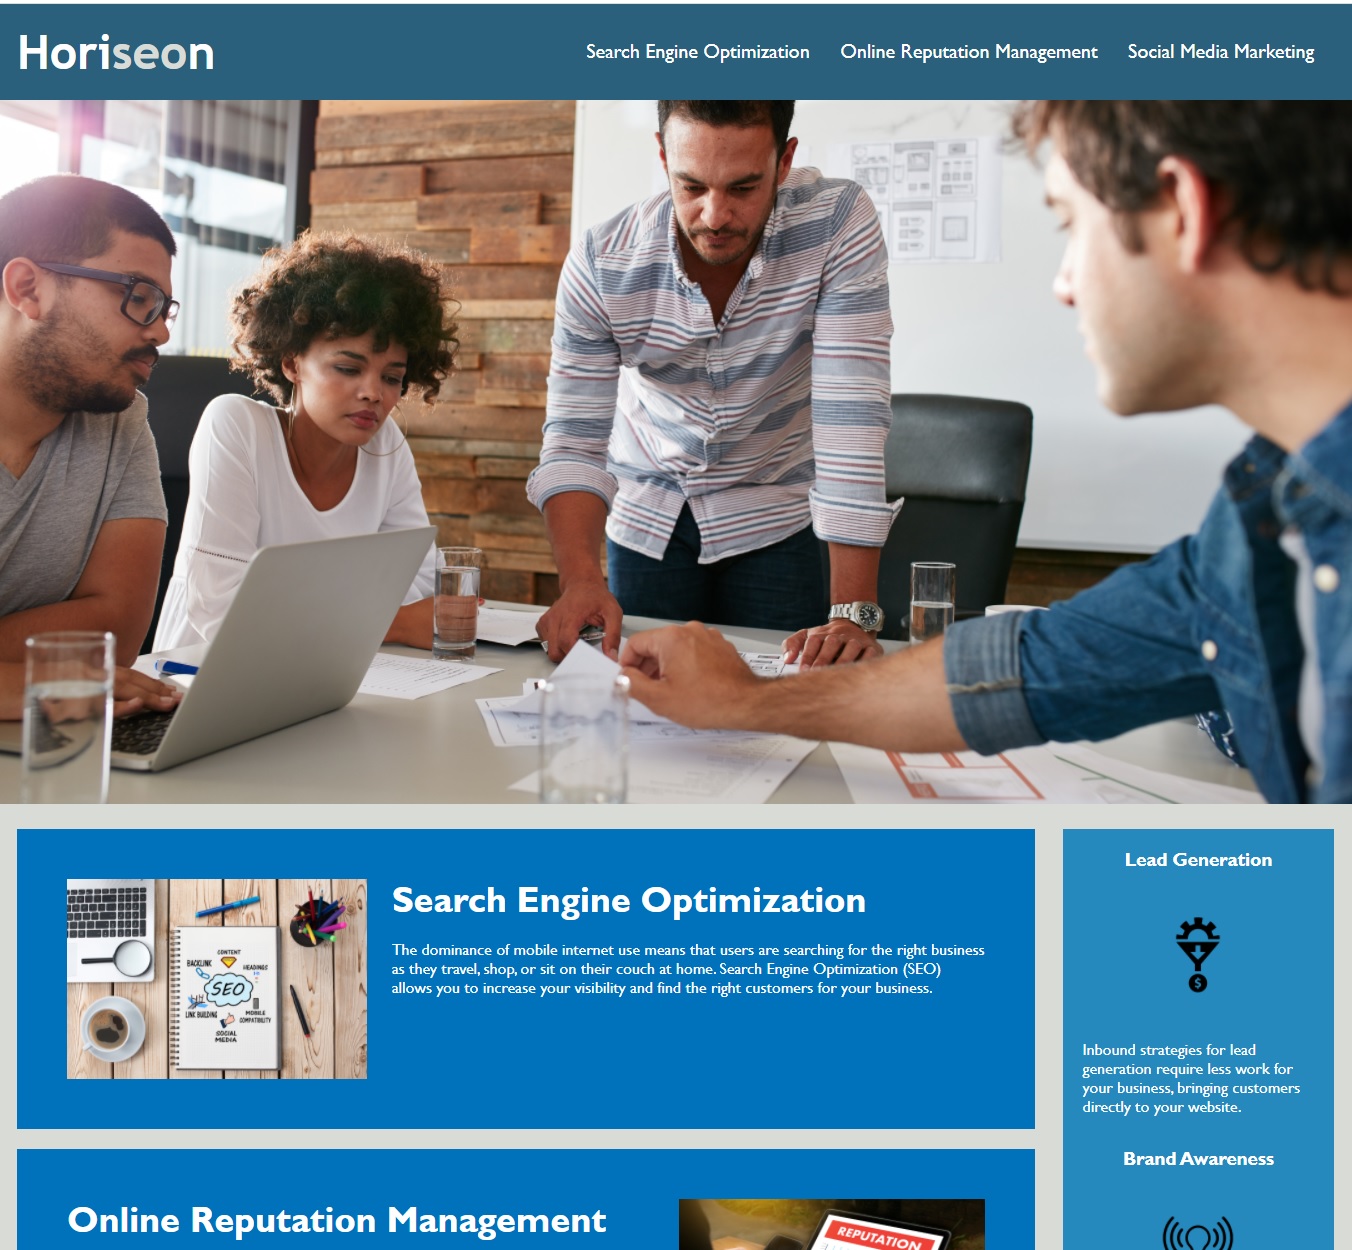 Horiseon
Search Engine Optimization
Online Reputation Management
Social Media Marketing
Search Engine Optimization
The dominance of mobile internet use means that users are searching for the right business
as they travel, shop, or sit on their couch at home. Search Engine Optimization (SEO)
allows you to increase your visibility and find the right customers for your business.
CONTENT
BACKLINK
HEADINGS
SEO
LINK BUILDING
MOBILE
COMPATIBILITY
SOCIAL
MEDIA
Online Reputation Management
REPUTATION
Lead Generation
$
Inbound strategies for lead
generation require less work for
your business, bringing customers
directly to your website.
Brand Awareness